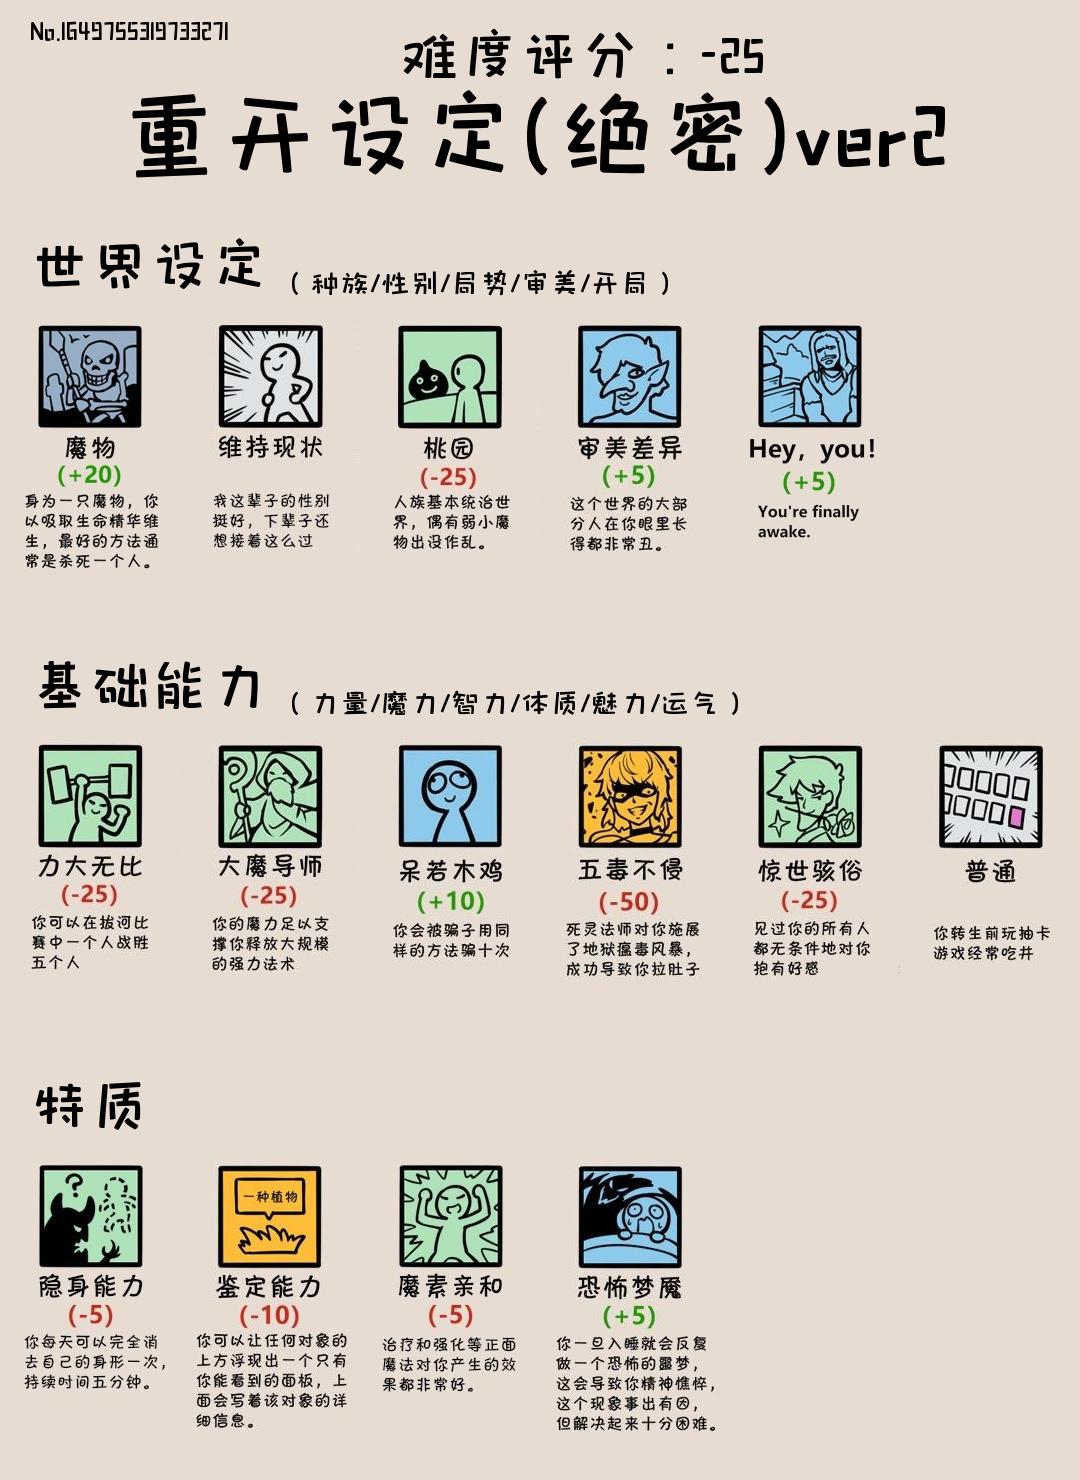 No.1649755319733271
难度评分：-25
重开设定(绝密)ver2
世界设定
（种族/性别/局势/审美/开局）
魔物
(+20)
身为一只魔物，你
以吸取生命精华维
生，最好的方法通
常是杀死一个人。
维持现状
我这辈子的性别
挺好，下辈子还
想接着这么过
桃园
(-25)
人族基本统治世
界，偶有弱小魔
物出没作乱。
审美差异
(+5)
这个世界的大部
分人在你眼里长
得都非常丑。
Hey, you!
(+5)
You're finally
awake.
基础能力
（力量/魔力/智力/体质/魅力/运气）
力大无比
(-25)
你可以在拔河比
赛中一个人战胜
五个人
大魔导师
(-25)
你的魔力足以支
撑你释放大规模
的强力法术
呆若木鸡
(+10)
你会被骗子用同
样的方法骗十次
五毒不侵
(-50)
死灵法师对你施展
了地狱瘟毒风暴，
成功导致你拉肚子
惊世骇俗
(-25)
见过你的所有人
都无条件地对你
抱有好感
普通
你转生前玩抽卡
游戏经常吃井
特质
隐身能力
(-5)
你每天可以完全消
去自己的身形一次，
持续时间五分钟。
一种植物
鉴定能力
(-10)
你可以让任何对象的
上方浮现出一个只有
你能看到的面板，上
面会写着该对象的详
细信息。
魔素亲和
(-5)
治疗和强化等正面
魔法对你产生的效
果都非常好。
恐怖梦魇
(+5)
你一旦入睡就会反复
做一个恐怖的噩梦，
这会导致你精神憔悴，
这个现象事出有因，
但解决起来十分困难。